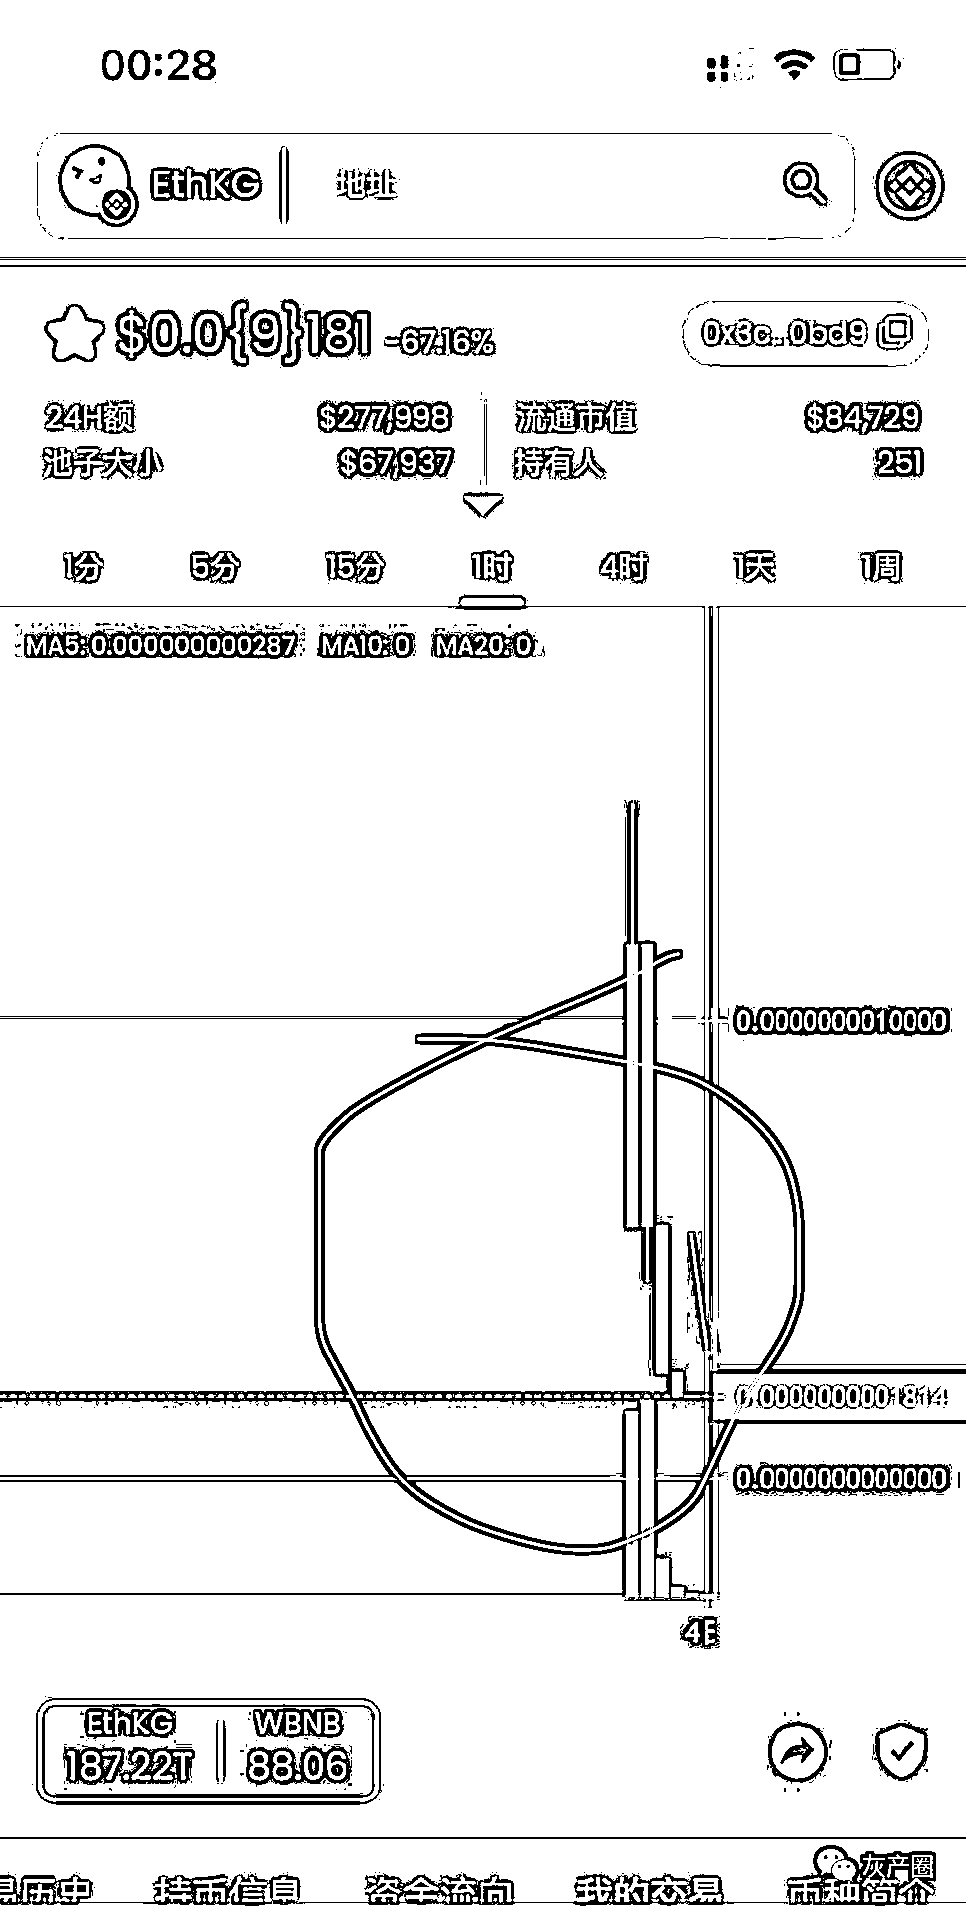 00:28
EthKG 地址
$0.0{9}181 -67.16% 0x3c...0bd9
24H额 $277,998 流通市值 $84,729
池子大小 $67,937 持有人 251
1分 5分 15分 1时 4时 1天 1周
MA5:0.000000000287 MA10:0 MA20:0
0.0000000010000
0.0000000001814
0.0000000000000
EthKG WBNB
187.22T 88.06
灰产圈
易历史 持币信息 资金流向 我的交易 币种简介